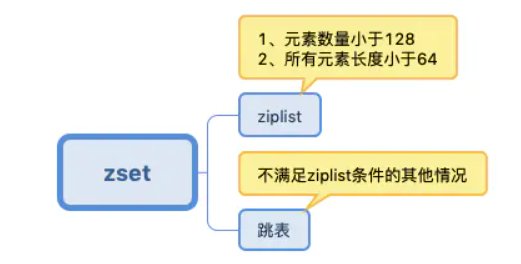 1、元素数量小于128
2、所有元素长度小于64
ziplist
zset
不满足ziplist条件的其他情况
跳表